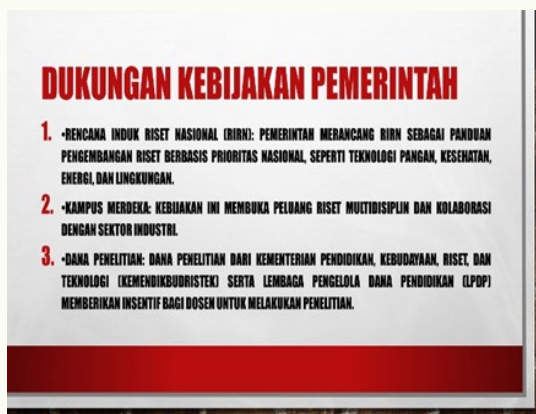 DUKUNGAN KEBIJAKAN PEMERINTAH
1. •RENCANA INDUK RISET NASIONAL (RIRN): PEMERINTAH MERANCANG RIRN SEBAGAI PANDUAN
PENGEMBANGAN RISET BERBASIS PRIORITAS NASIONAL, SEPERTI TEKNOLOGI PANGAN, KESEHATAN,
ENERGI, DAN LINGKUNGAN.
2. •KAMPUS MERDEKA: KEBIJAKAN INI MEMBUKA PELUANG RISET MULTIDISIPLIN DAN KOLABORASI
DENGAN SEKTOR INDUSTRI.
3. •DANA PENELITIAN: DANA PENELITIAN DARI KEMENTERIAN PENDIDIKAN, KEBUDAYAAN, RISET, DAN
TEKNOLOGI (KEMENDIKBUDRISTEK) SERTA LEMBAGA PENGELOLA DANA PENDIDIKAN (LPDP)
MEMBERIKAN INSENTIF BAGI DOSEN UNTUK MELAKUKAN PENELITIAN.